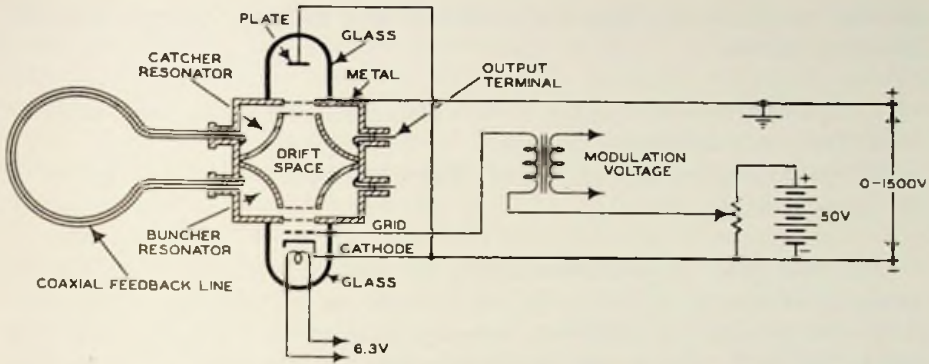 PLATE
GLASS
CATCHER
RESONATOR
METAL
OUTPUT
TERMINAL
DRIFT
SPACE
MODULATION
VOLTAGE
+
0-1500V
+
50V
-
BUNCHER
RESONATOR
GRID
CATHODE
COAXIAL FEEDBACK LINE
GLASS
-
6.3V